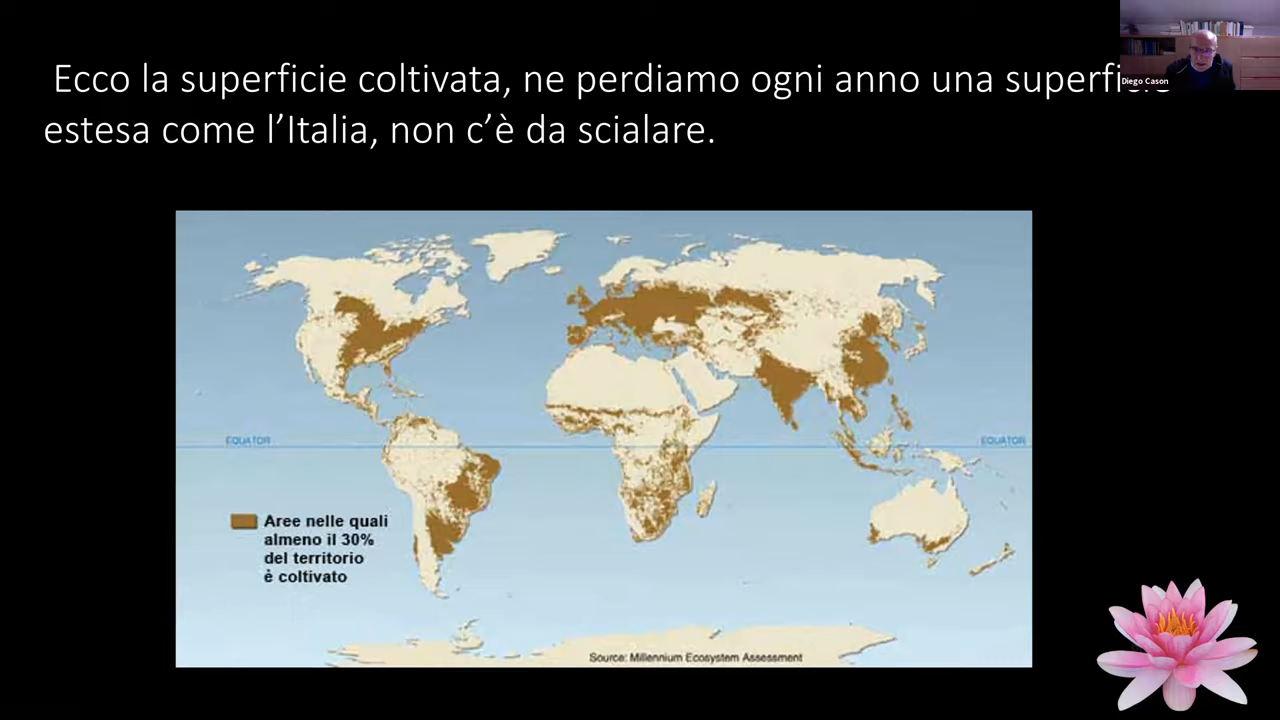 Ecco la superficie coltivata, ne perdiamo ogni anno una superficie
estesa come l’Italia, non c’è da scialare.
Diego Cason
EQUATOR
EQUATOR
Aree nelle quali
almeno il 30%
del territorio
è coltivato
Source: Millennium Ecosystem Assessment